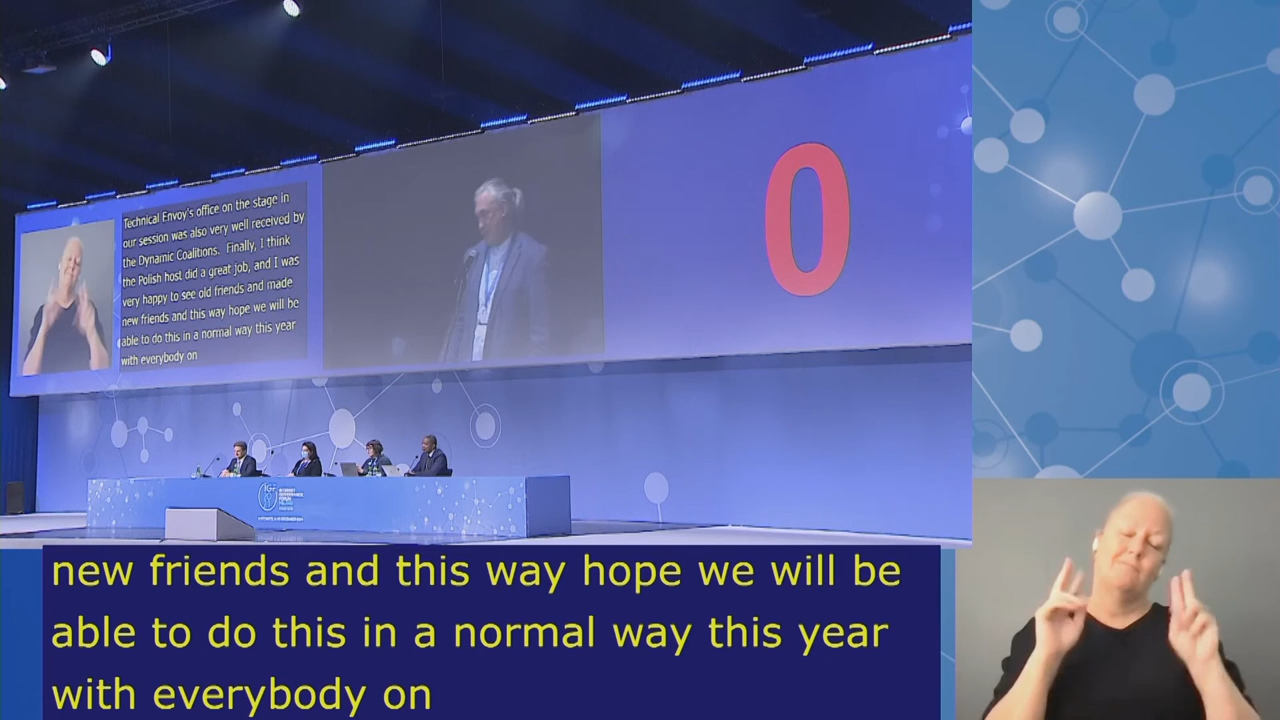 Technical Envoy's office on the stage in
our session was also very well received by
the Dynamic Coalitions. Finally, I think
the Polish host did a great job, and I was
very happy to see old friends and made
new friends and this way hope we will be
able to do this in a normal way this year
with everybody on
0
IGF
INTERNET
GOVERNANCE
FORUM
new friends and this way hope we will be
able to do this in a normal way this year
with everybody on